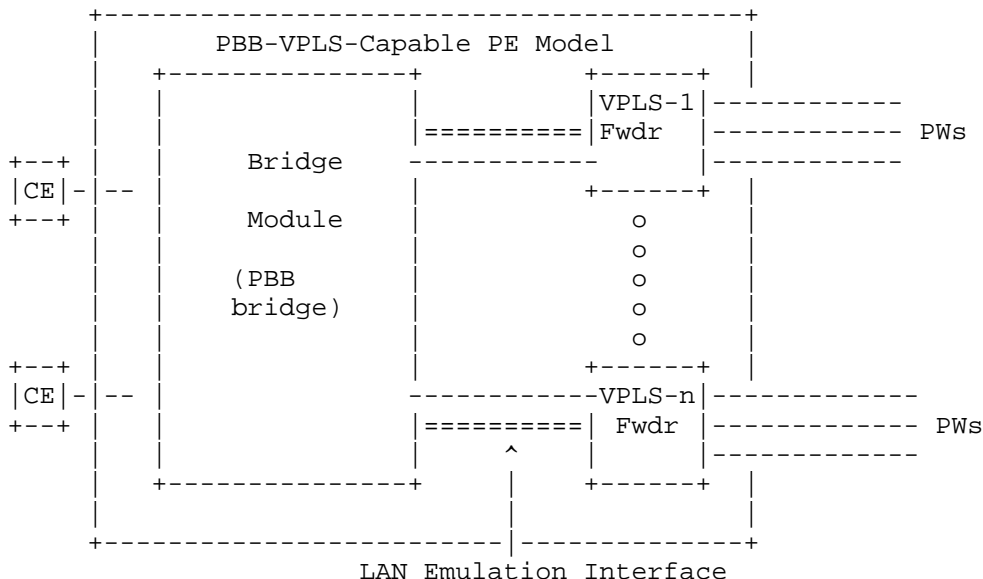 PBB-VPLS-Capable PE Model
VPLS-1
Fwdr
PWs
Bridge
CE
Module
o
o
(PBB
o
bridge)
o
o
CE
VPLS-n
Fwdr
PWs
LAN Emulation Interface